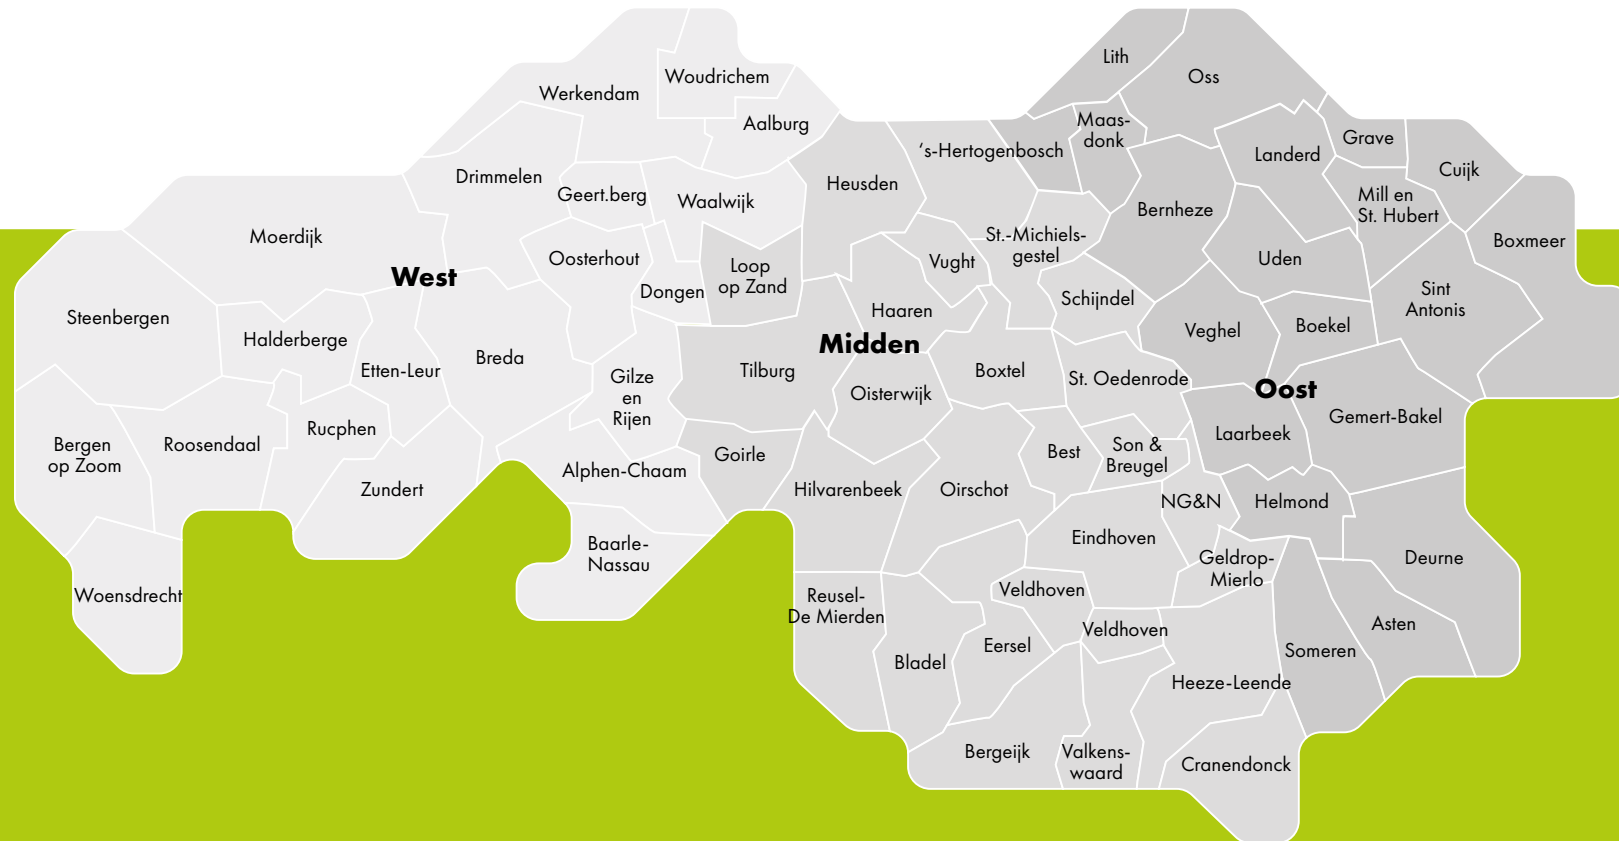 Lith
Oss
Woudrichem
Werkendam
Aalburg
Maas-
donk
Grave
's-Hertogenbosch
Landerd
Cuijk
Drimmelen
Heusden
Geert.berg
Waalwijk
Mill en
St. Hubert
Bernheze
Moerdijk
St.-Michiels-
gestel
Boxmeer
Oosterhout
Vught
Uden
West
Loop
op Zand
Dongen
Schijndel
Sint
Antonis
Steenbergen
Haaren
Halderberge
Veghel
Boekel
Midden
Breda
Etten-Leur
Tilburg
Boxtel
St. Oedenrode
Gilze
en
Rijen
Oisterwijk
Oost
Gemert-Bakel
Rucphen
Laarbeek
Bergen
op Zoom
Roosendaal
Goirle
Best
Son &
Breugel
Alphen-Chaam
Zundert
Hilvarenbeek
Oirschot
NG&N
Helmond
Eindhoven
Baarle-
Nassau
Geldrop-
Mierlo
Deurne
Woensdrecht
Reusel-
De Mierden
Veldhoven
Asten
Veldhoven
Eersel
Someren
Bladel
Heeze-Leende
Bergeijk
Valkens-
waard
Cranendonck